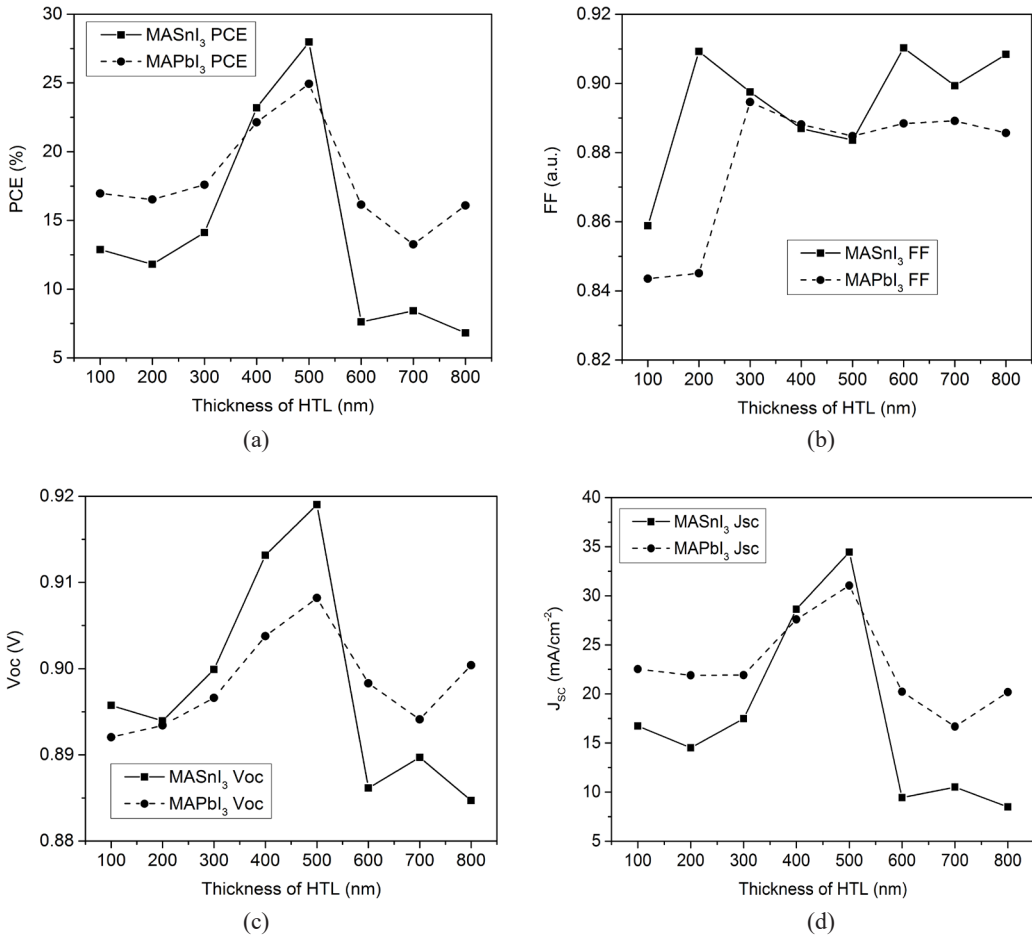 30
25
20
15
10
5
PCE (%)
MASnI₃ PCE
MAPbI₃ PCE
100 200 300 400 500 600 700 800
Thickness of HTL (nm)
(a)
0.92
0.90
0.88
0.86
0.84
0.82
FF (a.u.)
MASnI₃ FF
MAPbI₃ FF
100 200 300 400 500 600 700 800
Thickness of HTL (nm)
(b)
0.92
0.91
0.90
0.89
0.88
Voc (V)
MASnI₃ Voc
MAPbI₃ Voc
100 200 300 400 500 600 700 800
Thickness of HTL (nm)
(c)
40
35
30
25
20
15
10
5
J_SC (mA/cm⁻²)
MASnI₃ Jsc
MAPbI₃ Jsc
100 200 300 400 500 600 700 800
Thickness of HTL (nm)
(d)